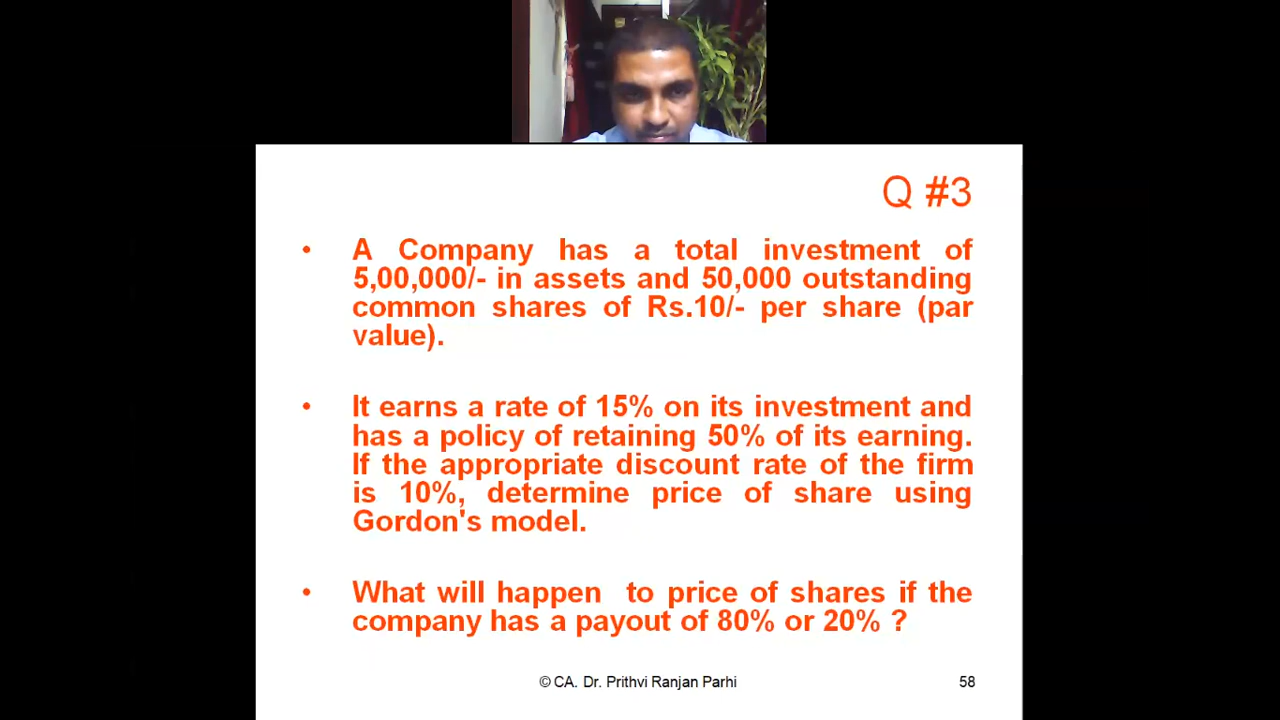 Q #3
• A Company has a total investment of
5,00,000/- in assets and 50,000 outstanding
common shares of Rs.10/- per share (par
value).
• It earns a rate of 15% on its investment and
has a policy of retaining 50% of its earning.
If the appropriate discount rate of the firm
is 10%, determine price of share using
Gordon's model.
• What will happen to price of shares if the
company has a payout of 80% or 20% ?
© CA. Dr. Prithvi Ranjan Parhi
58